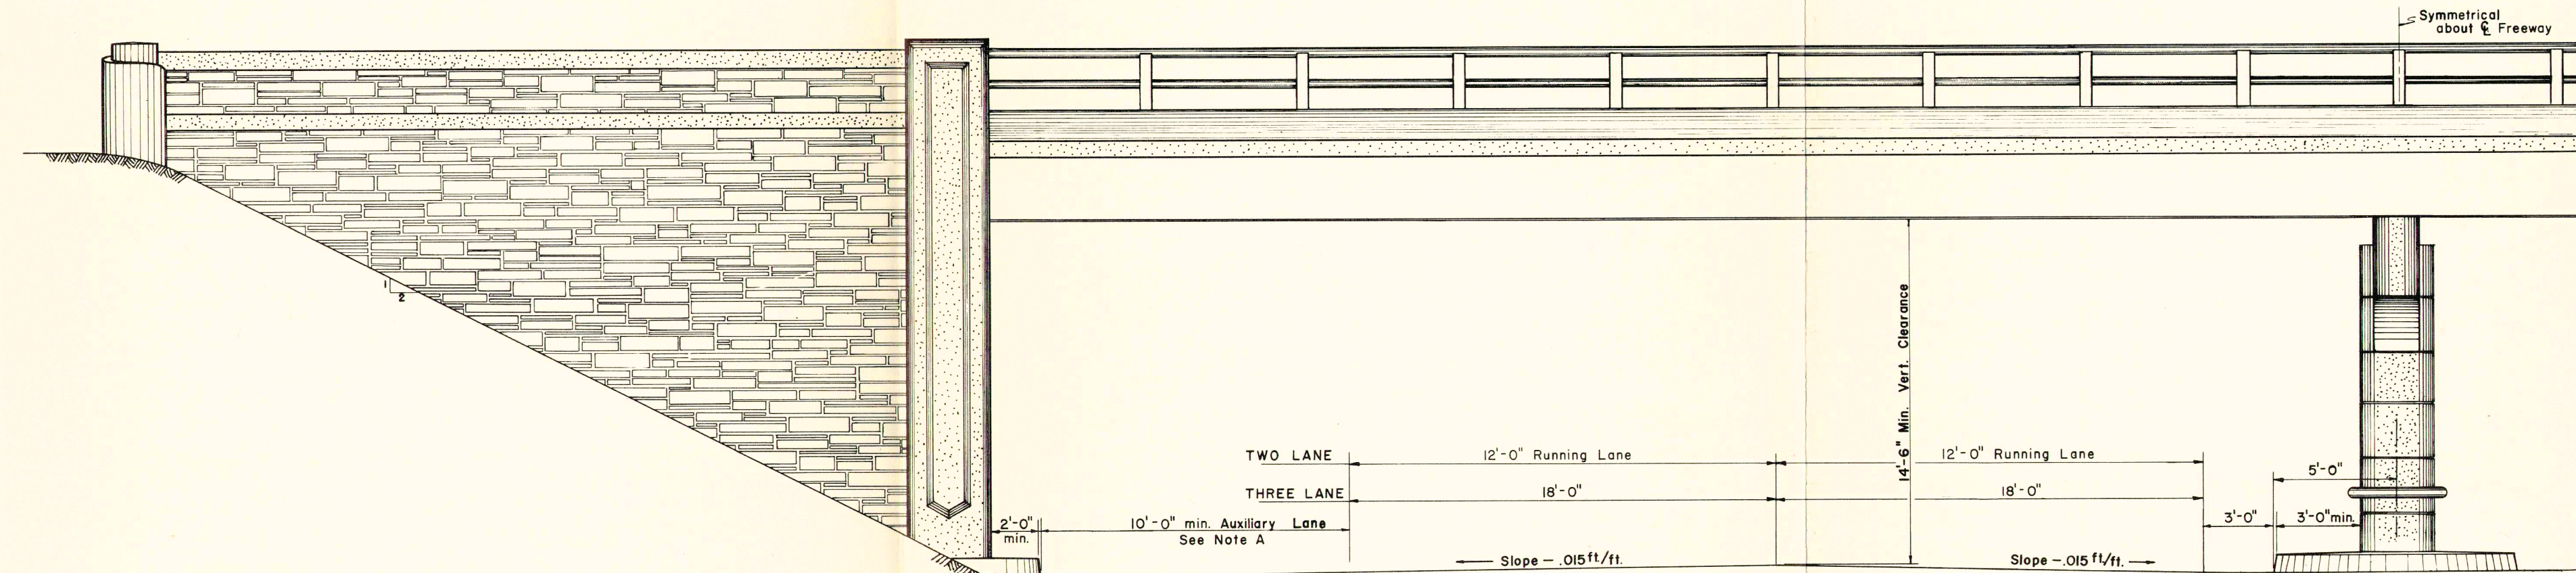 Symmetrical
about ℄ Freeway
1
2
14'-6" Min. Vert. Clearance
TWO LANE 12'-0" Running Lane 12'-0" Running Lane
5'-0"
THREE LANE 18'-0" 18'-0"
2'-0" 10'-0" min. Auxiliary Lane 3'-0" 3'-0"min.
min. See Note A
Slope - .015 ft./ft. Slope -.015 ft./ft.